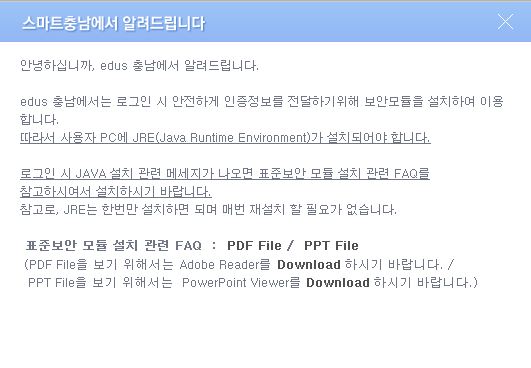 스마트충남에서 알려드립니다
안녕하십니까, edus 충남에서 알려드립니다.
edus 충남에서는 로그인 시 안전하게 인증정보를 전달하기위해 보안모듈을 설치하여 이용
합니다.
따라서 사용자 PC에 JRE(Java Runtime Environment)가 설치되어야 합니다.
로그인 시 JAVA 설치 관련 메세지가 나오면 표준보안 모듈 설치 관련 FAQ를
참고하시여서 설치하시기 바랍니다.
참고로, JRE는 한번만 설치하면 되며 매번 재설치 할 필요가 없습니다.
표준보안 모듈 설치 관련 FAQ : PDF File / PPT File
(PDF File을 보기 위해서는 Adobe Reader를 Download 하시기 바랍니다. /
PPT File을 보기 위해서는 PowerPoint Viewer를 Download 하시기 바랍니다.)